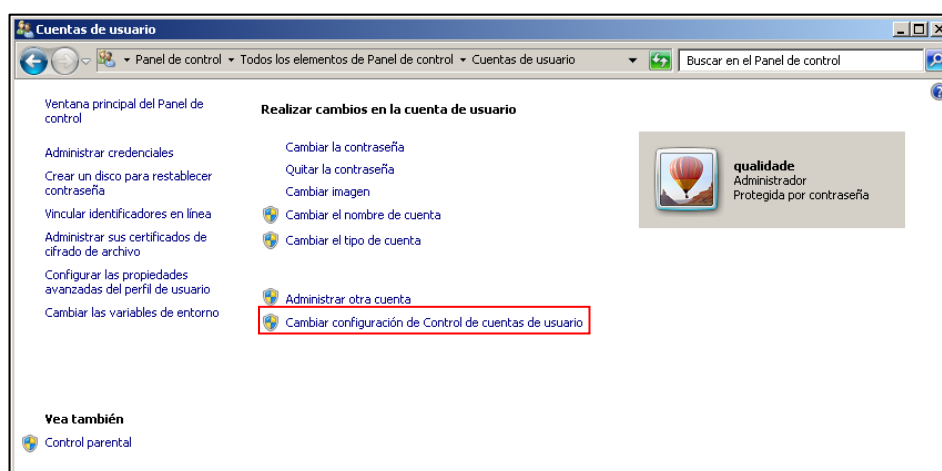 Cuentas de usuario
Panel de control Todos los elementos de Panel de control Cuentas de usuario
Buscar en el Panel de control
Ventana principal del Panel de
control
Administrar credenciales
Crear un disco para restablecer
contraseña
Vincular identificadores en línea
Administrar sus certificados de
cifrado de archivo
Configurar las propiedades
avanzadas del perfil de usuario
Cambiar las variables de entorno
Vea también
Control parental
Realizar cambios en la cuenta de usuario
Cambiar la contraseña
Quitar la contraseña
Cambiar imagen
Cambiar el nombre de cuenta
Cambiar el tipo de cuenta
Administrar otra cuenta
Cambiar configuración de Control de cuentas de usuario
qualidade
Administrador
Protegida por contraseña